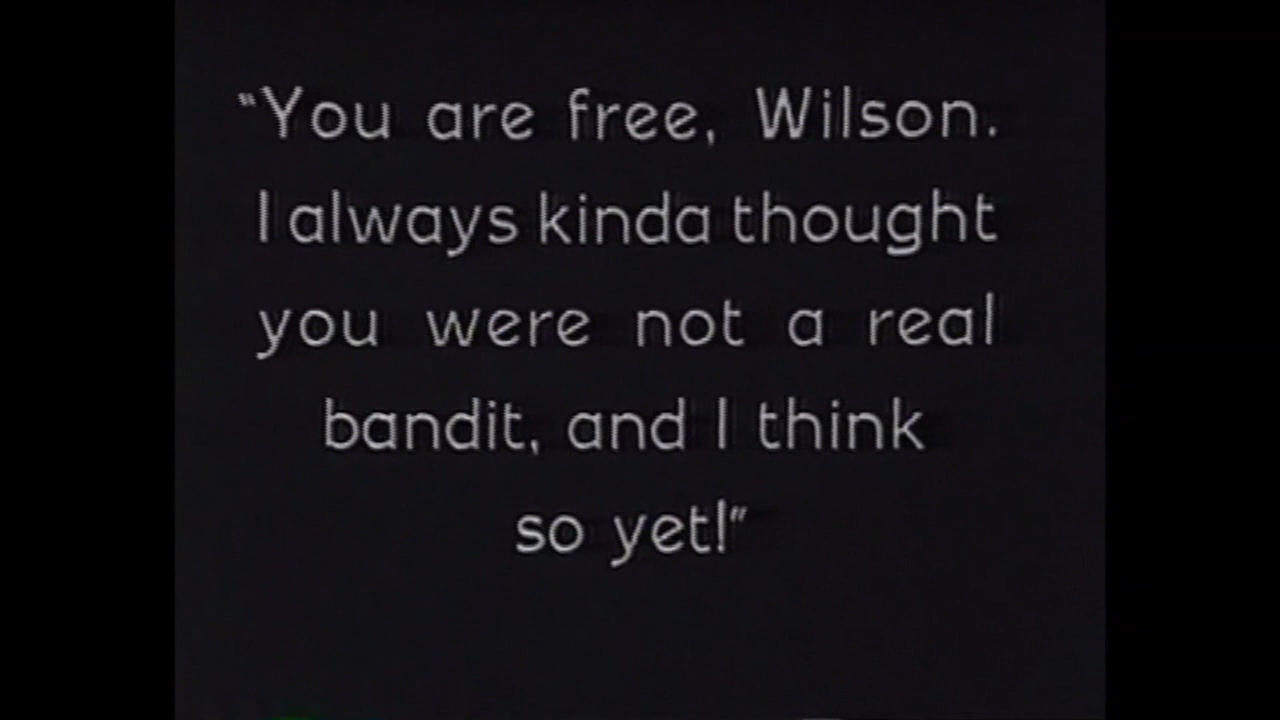 "You are free, Wilson.
I always kinda thought
you were not a real
bandit, and I think
so yet!"